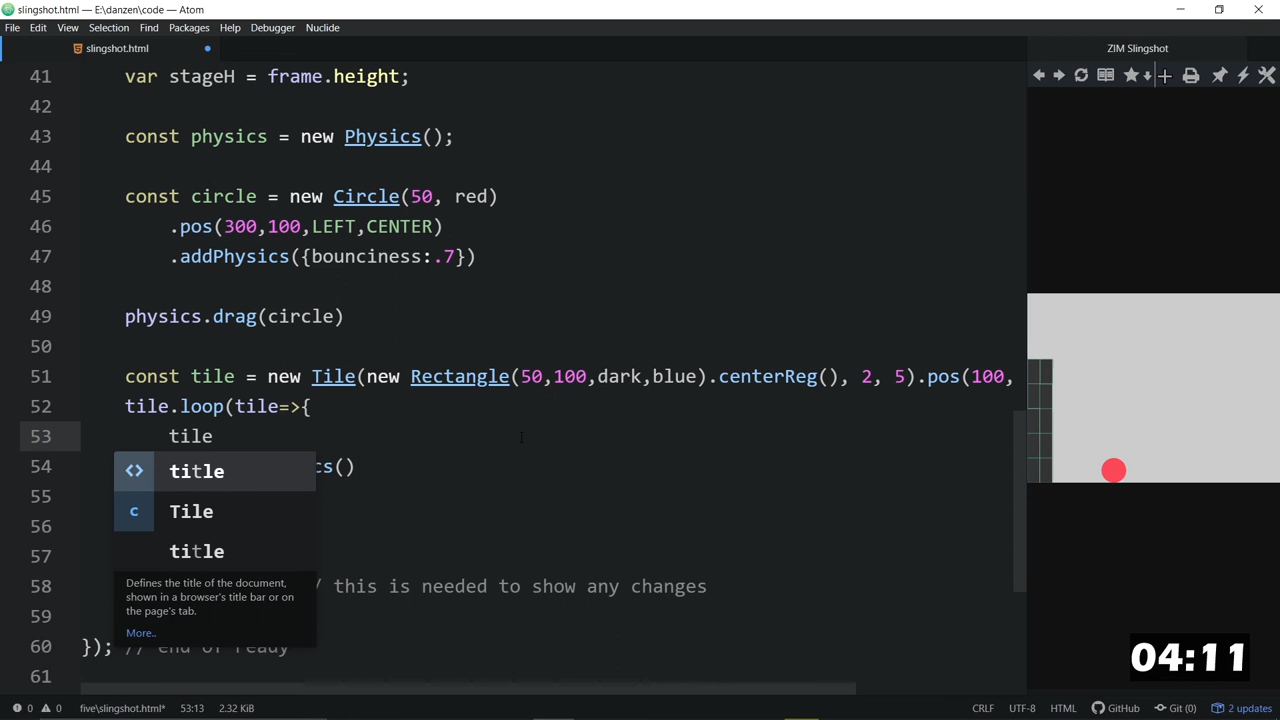 slingshot.html — E:\danzen\code — Atom
File Edit View Selection Find Packages Help Debugger Nuclide
slingshot.html
ZIM Slingshot
41 var stageH = frame.height;
42
43 const physics = new Physics();
44
45 const circle = new Circle(50, red)
46 .pos(300,100,LEFT,CENTER)
47 .addPhysics({bounciness:.7})
48
49 physics.drag(circle)
50
51 const tile = new Tile(new Rectangle(50,100,dark,blue).centerReg(), 2, 5).pos(100,
52 tile.loop(tile=>{
53 tile
54 cs()
<> title
55
c Tile
56
title
57
58 / this is needed to show any changes
Defines the title of the document,
shown in a browser's title bar or on
the page's tab.
59
More..
60 }); // end of ready
61
04:11
0 0 five\slingshot.html* 53:13 2.32 KiB CRLF UTF-8 HTML GitHub Git (0) 2 updates